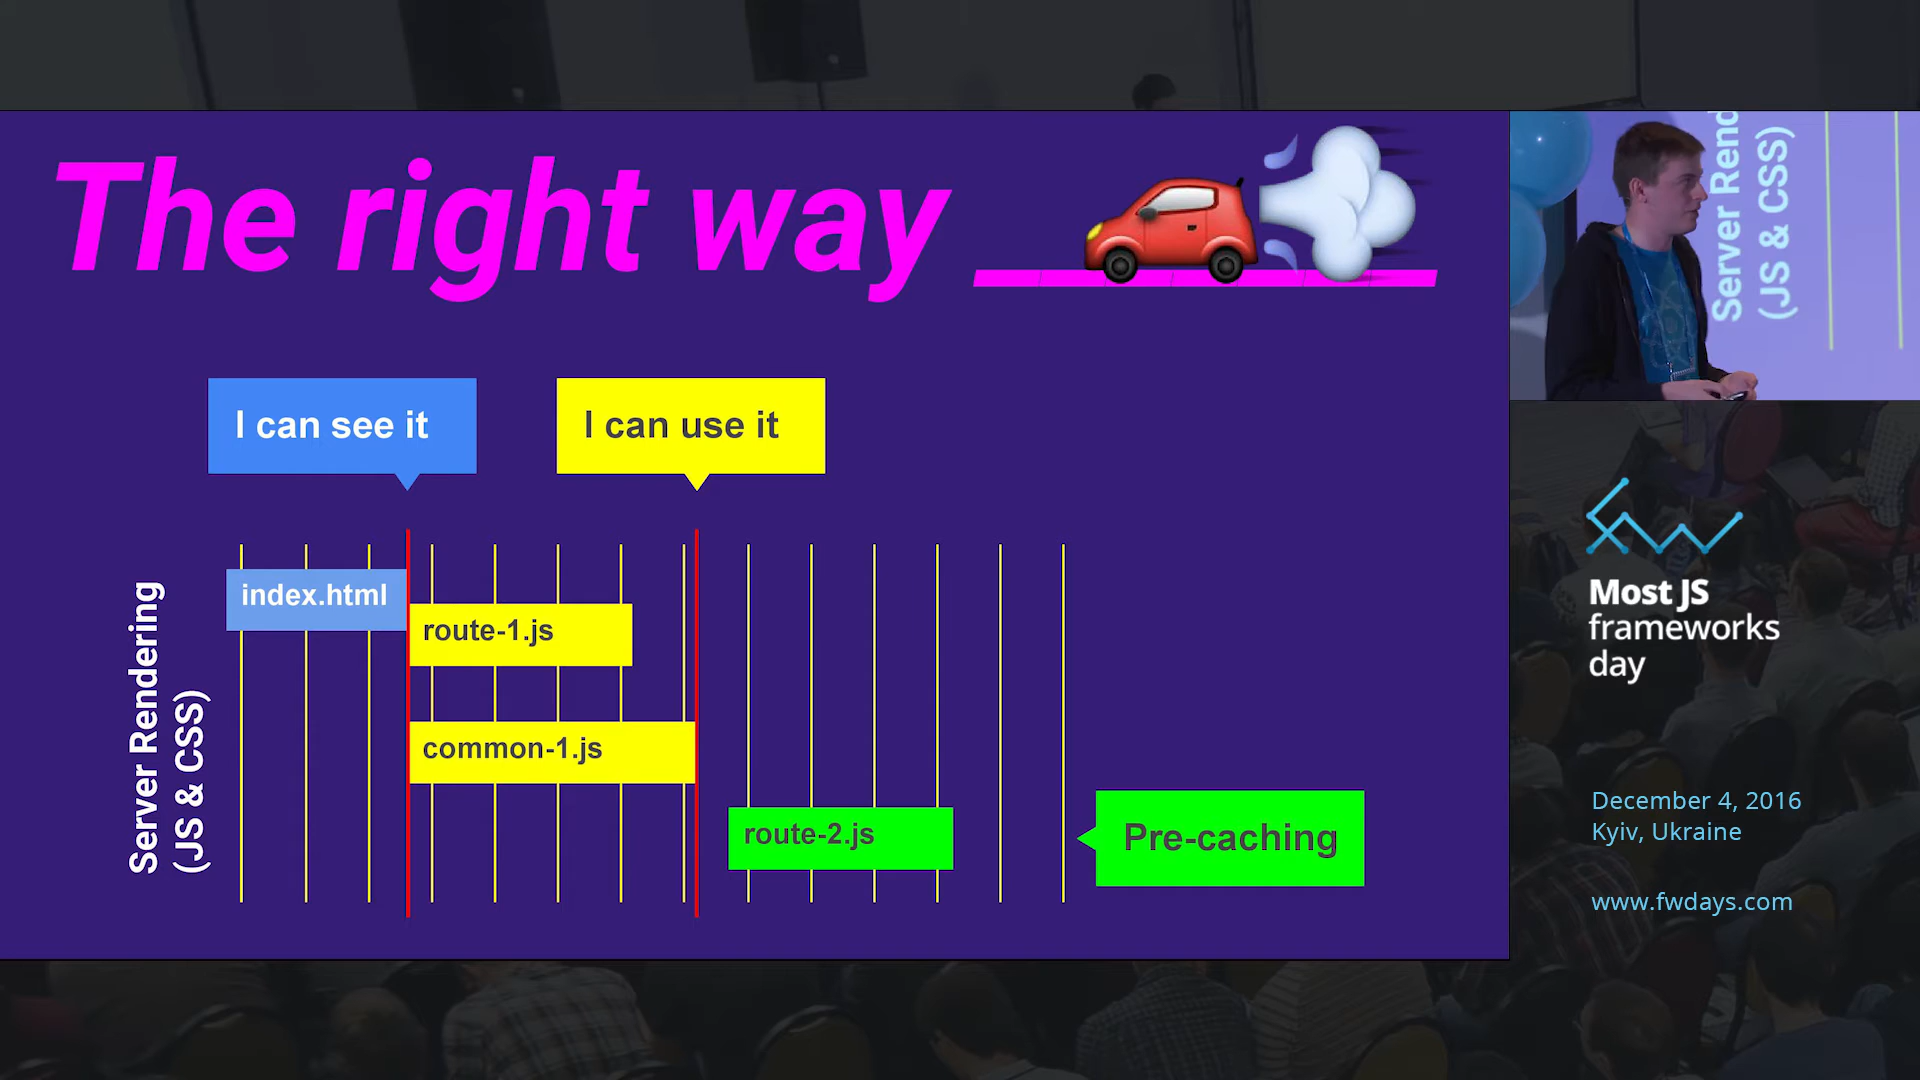 The right way
I can see it
I can use it
Server Rendering
(JS & CSS)
index.html
route-1.js
common-1.js
route-2.js
Pre-caching
Server Rend
(JS & CSS)
Most JS
frameworks
day
December 4, 2016
Kyiv, Ukraine
www.fwdays.com